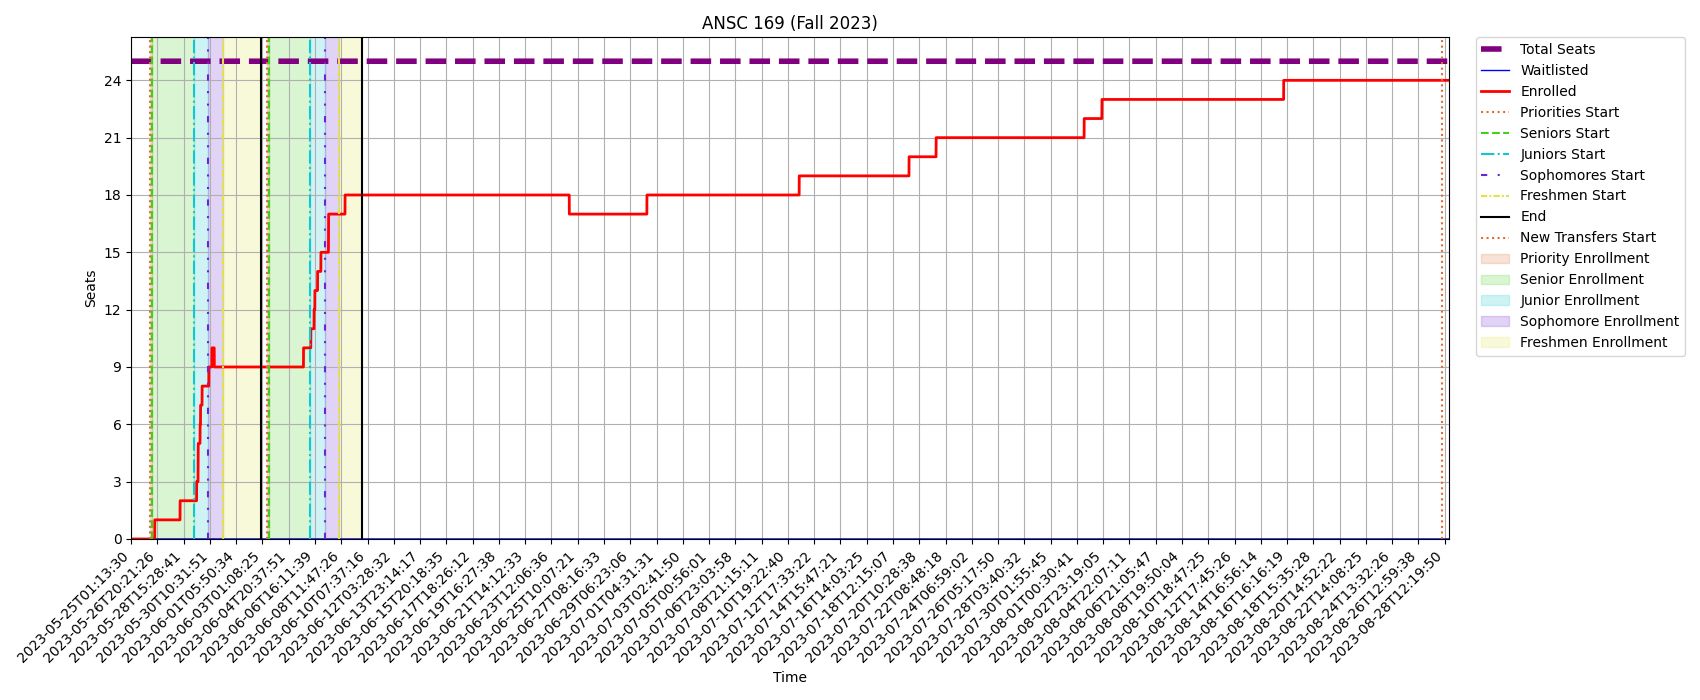 ANSC 169 (Fall 2023)
Total Seats
Waitlisted
Enrolled
Priorities Start
Seniors Start
Juniors Start
Sophomores Start
Freshmen Start
End
New Transfers Start
Priority Enrollment
Senior Enrollment
Junior Enrollment
Sophomore Enrollment
Freshmen Enrollment
Seats
24
21
18
15
12
9
6
3
0
2023-05-25T01:13:30
2023-05-26T20:21:26
2023-05-28T15:28:41
2023-05-30T10:31:51
2023-06-01T05:50:34
2023-06-03T01:08:25
2023-06-04T20:37:51
2023-06-06T16:11:39
2023-06-08T11:47:26
2023-06-10T07:37:16
2023-06-12T03:28:32
2023-06-13T23:14:17
2023-06-15T20:18:35
2023-06-17T18:26:12
2023-06-19T16:27:38
2023-06-21T14:12:33
2023-06-23T12:06:36
2023-06-25T10:07:21
2023-06-27T08:16:33
2023-06-29T06:23:06
2023-07-01T04:31:31
2023-07-03T02:41:50
2023-07-05T00:56:01
2023-07-06T23:03:58
2023-07-08T21:15:11
2023-07-10T19:22:40
2023-07-12T17:33:22
2023-07-14T15:47:21
2023-07-16T14:03:25
2023-07-18T12:15:07
2023-07-20T10:28:38
2023-07-22T08:48:18
2023-07-24T06:59:02
2023-07-26T05:17:50
2023-07-28T03:40:32
2023-07-30T01:55:45
2023-08-01T00:30:41
2023-08-02T23:19:05
2023-08-04T22:07:11
2023-08-06T21:05:47
2023-08-08T19:50:04
2023-08-10T18:47:25
2023-08-12T17:45:26
2023-08-14T16:56:14
2023-08-16T16:16:19
2023-08-18T15:35:28
2023-08-20T14:52:22
2023-08-22T14:08:25
2023-08-24T13:32:26
2023-08-26T12:59:38
2023-08-28T12:19:50
Time